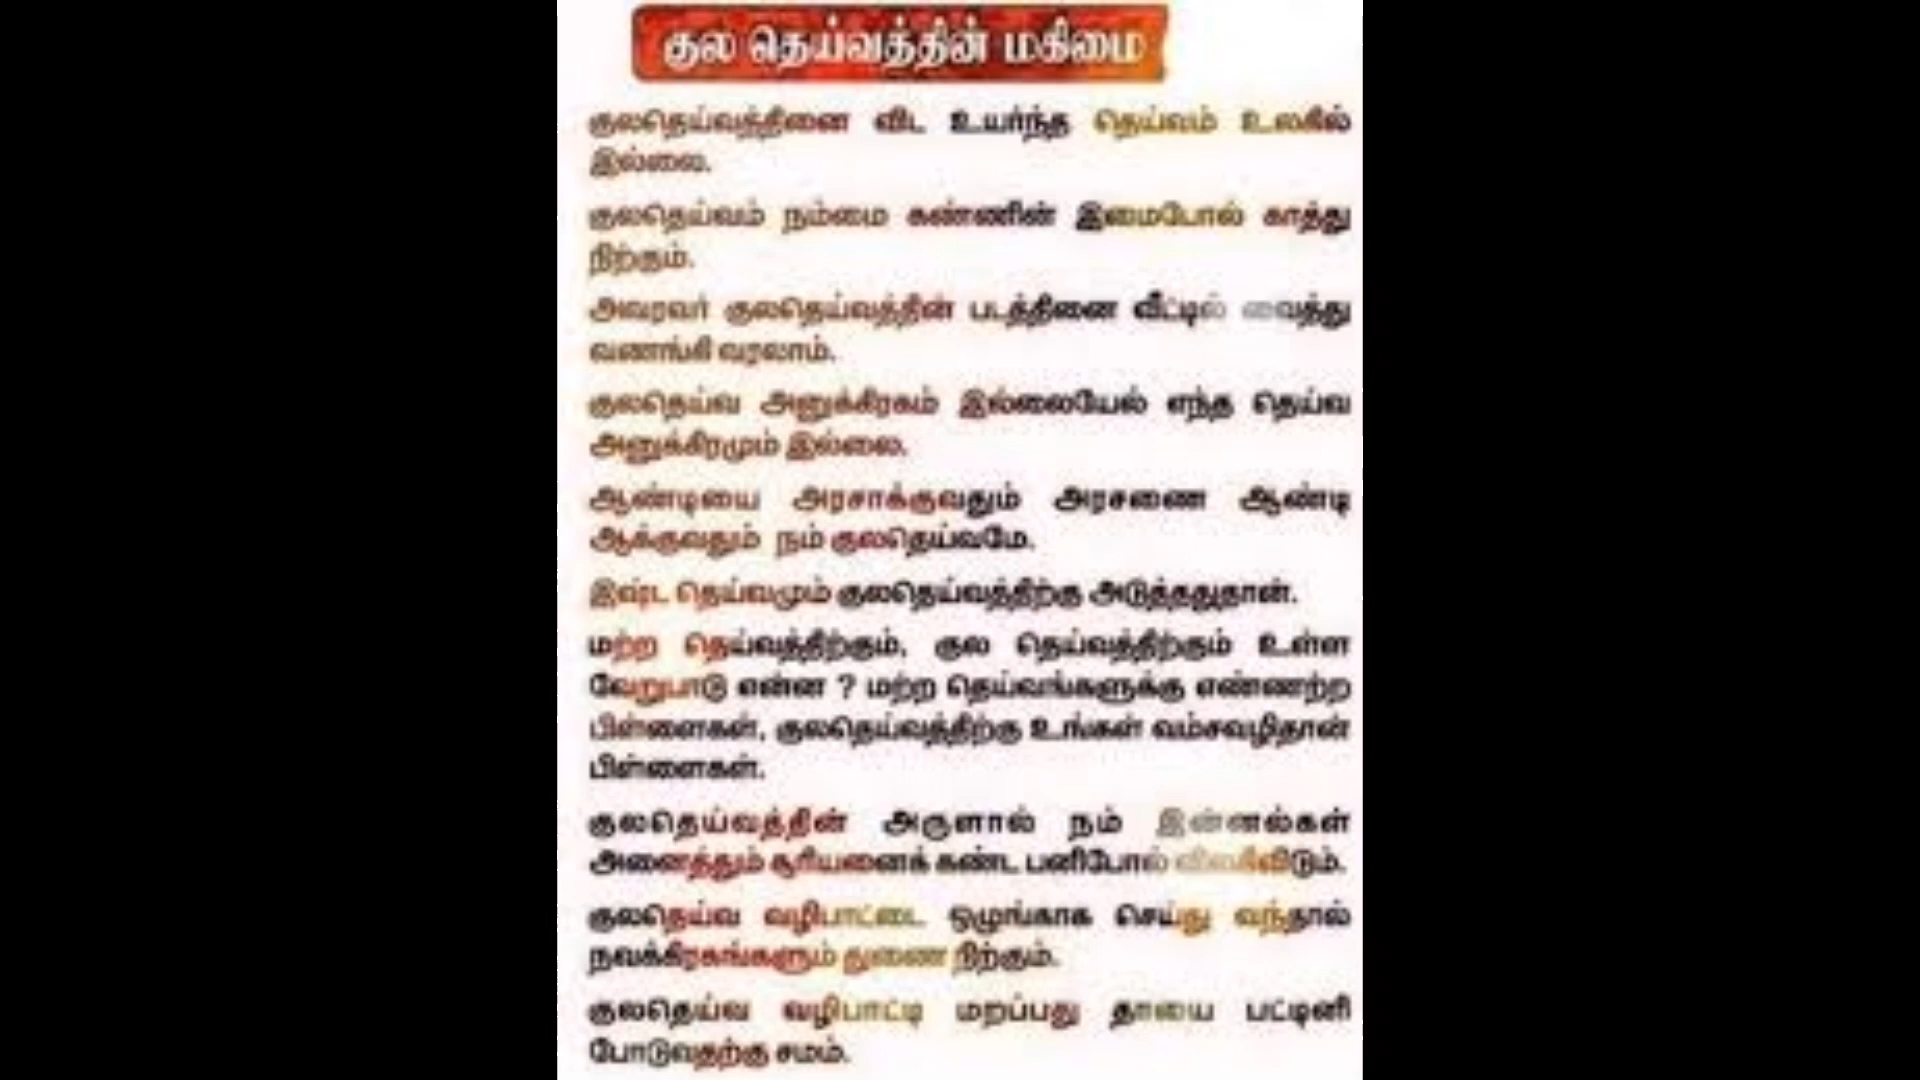 குல தெய்வத்தின் மகிமை
குலதெய்வத்தினை விட உயர்ந்த தெய்வம் உலகில்
இல்லை.
குலதெய்வம் நம்மை கண்ணின் இமைபோல் காத்து
நிற்கும்.
அவரவர் குலதெய்வத்தின் படத்தினை வீட்டில் வைத்து
வணங்கி வரலாம்.
குலதெய்வ அனுக்கிரகம் இல்லையேல் எந்த தெய்வ
அனுக்கிரமும் இல்லை.
ஆண்டியை அரசாக்குவதும் அரசணை ஆண்டி
ஆக்குவதும் நம் குலதெய்வமே.
இஷ்ட தெய்வமும் குலதெய்வத்திற்கு அடுத்ததுதான்.
மற்ற தெய்வத்திற்கும், குல தெய்வத்திற்கும் உள்ள
வேறுபாடு என்ன ? மற்ற தெய்வங்களுக்கு எண்ணற்ற
பிள்ளைகள், குலதெய்வத்திற்கு உங்கள் வம்சவழிதான்
பிள்ளைகள்.
குலதெய்வத்தின் அருளால் நம் இன்னல்கள்
அனைத்தும் சூரியனைக் கண்ட பனிபோல் விலகிவிடும்.
குலதெய்வ வழிபாட்டை ஒழுங்காக செய்து வந்தால்
நவக்கிரகங்களும் துணை நிற்கும்.
குலதெய்வ வழிபாட்டி மறப்பது தாயை பட்டினி
போடுவதற்கு சமம்.